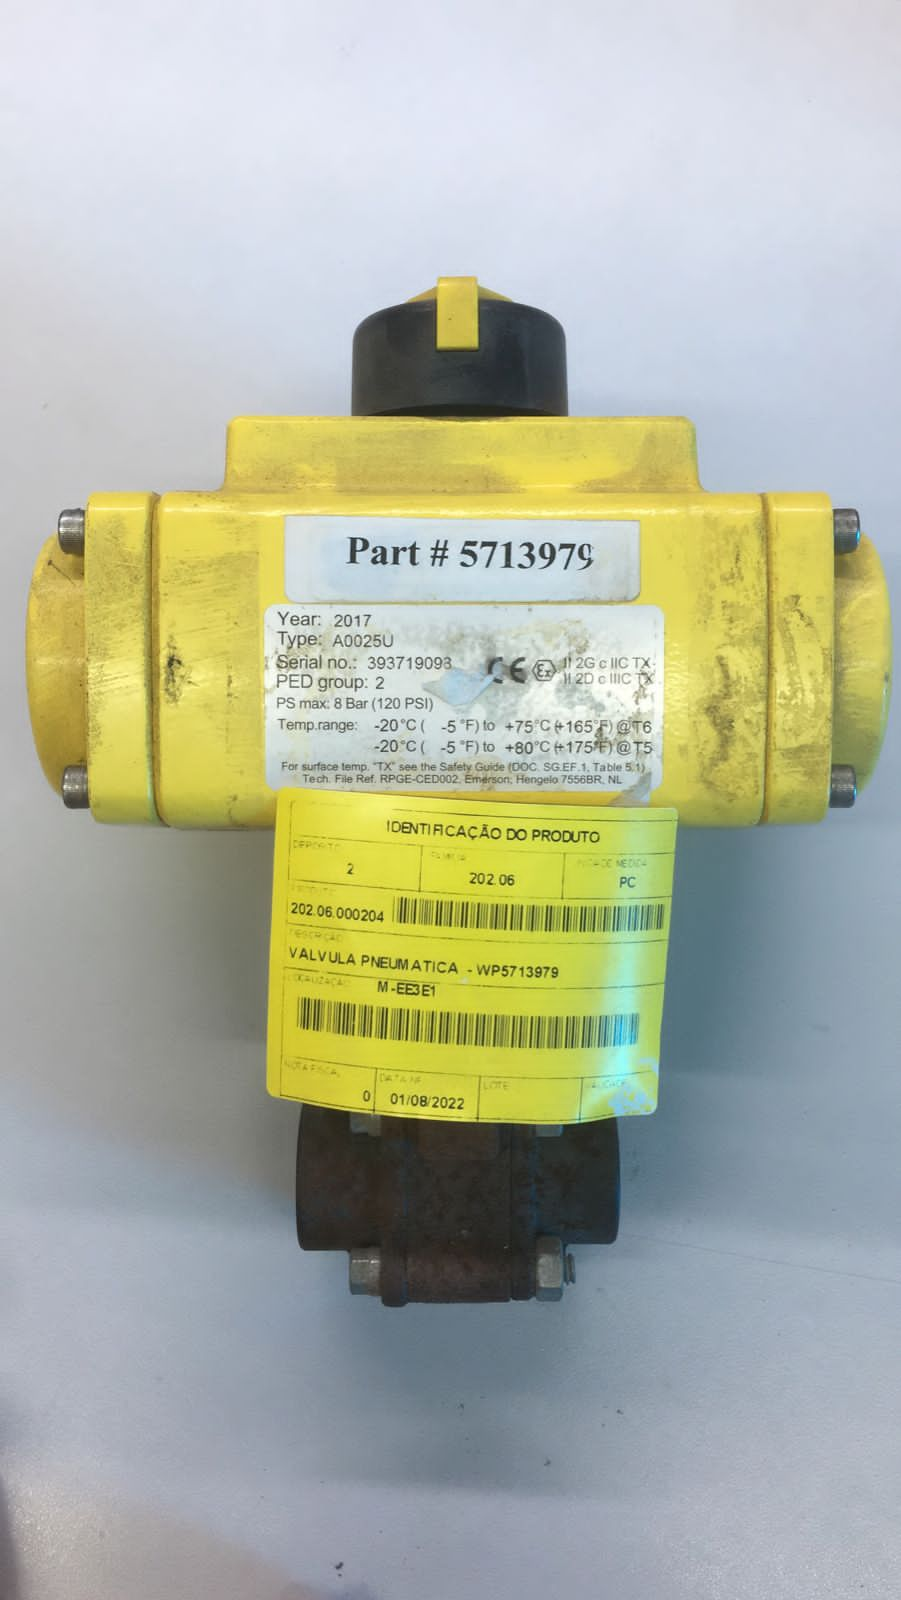 Part # 5713979
Year: 2017
Type: A0025U
Serial no.: 393719093
PED group: 2
CE Ex II 2G c IIC TX
II 2D c IIIC TX
PS max: 8 Bar (120 PSI)
Temp.range: -20°C ( -5 °F) to +75°C (+165°F) @T6
-20°C ( -5 °F) to +80°C (+175°F) @T5
For surface temp. "TX" see the Safety Guide (DOC. SG.EF.1, Table 5.1)
Tech. File Ref. RPGE-CED002, Emerson; Hengelo 7556BR, NL
IDENTIFICAÇÃO DO PRODUTO
DEPÓSITO FAMILIA DE MEDIDA
2 202.06 PC
PRODUTO
202.06.000204
DESCRIÇÃO
VALVULA PNEUMATICA - WP5713979
LOCALIZAÇÃO M-EE3E1
NOTA FISCAL DATA NF LOTE VALIDADE
0 01/08/2022